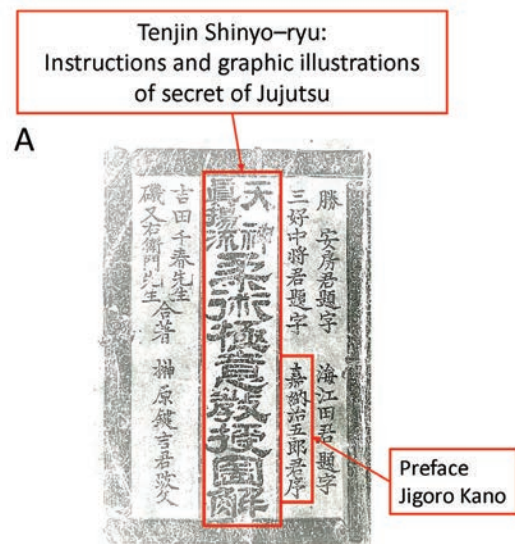 Tenjin Shinyo–ryu:
Instructions and graphic illustrations
of secret of Jujutsu
A
勝 安房君題字 海江田君題字
三好中将君題字 嘉納治五郎君序
天神
眞揚流
柔術極意教授圖解
吉田千春先生
磯又右衛門先生
合著 榊原鍵吉君跋文
Preface
Jigoro Kano